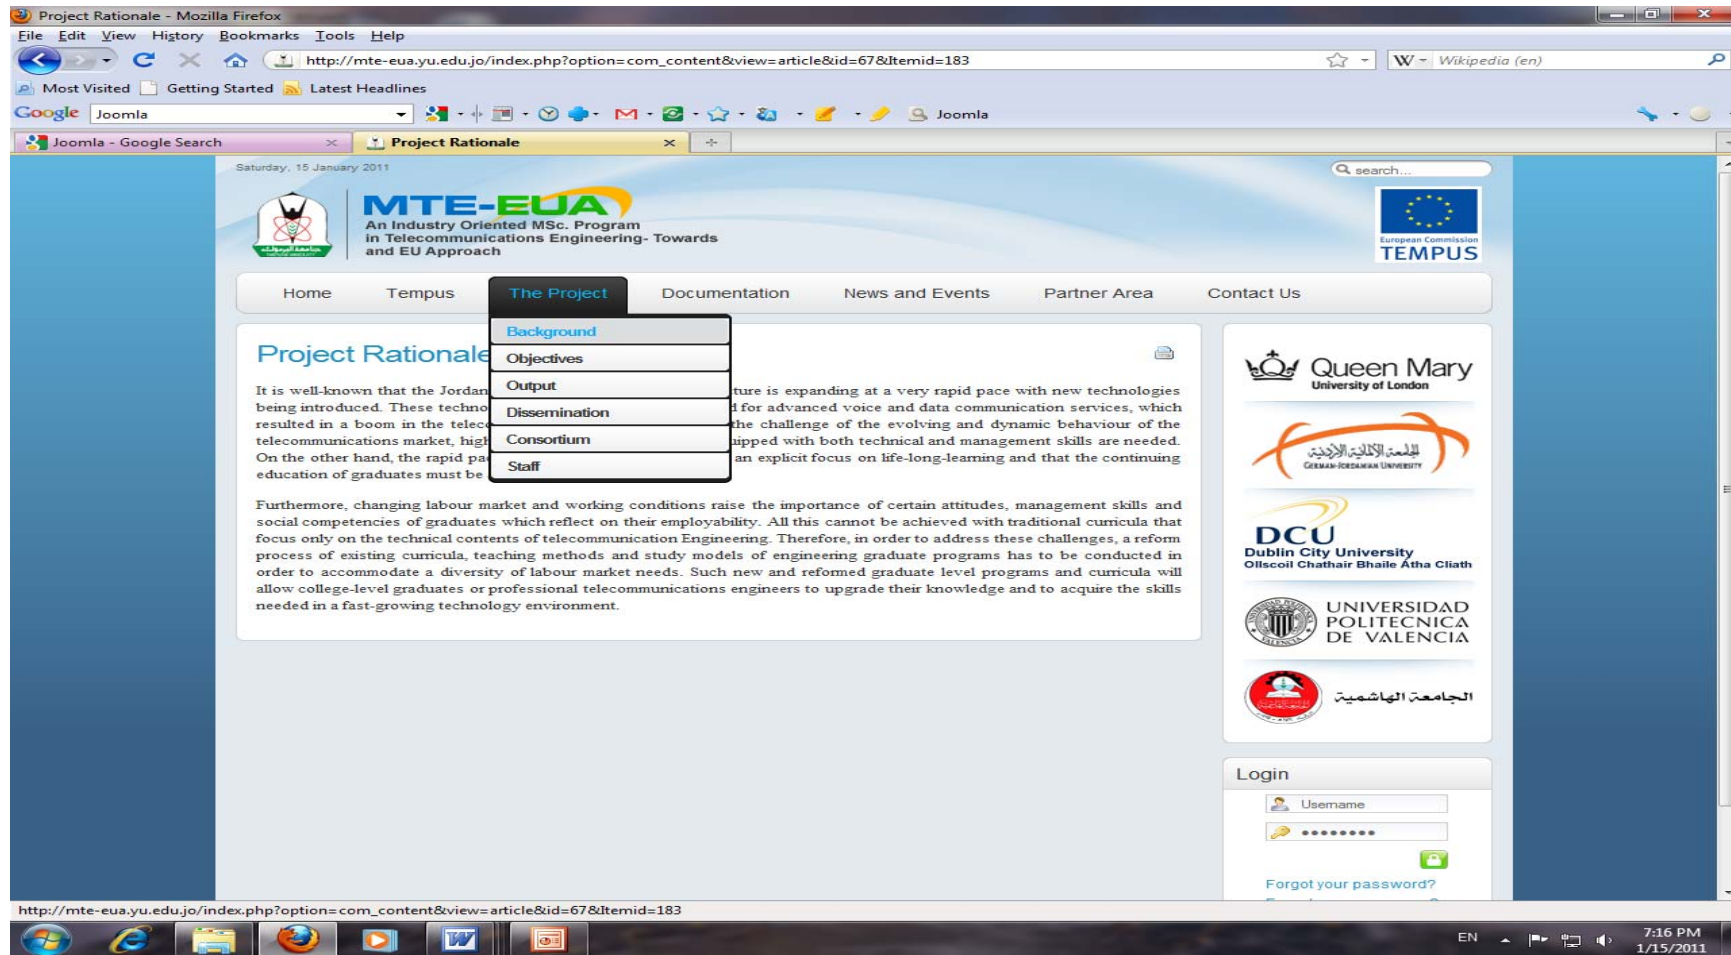 Project Rationale - Mozilla Firefox
File Edit View History Bookmarks Tools Help
http://mte-eua.yu.edu.jo/index.php?option=com_content&view=article&id=67&Itemid=183
W Wikipedia (en)
Most Visited Getting Started Latest Headlines
Google Joomla Joomla
Joomla - Google Search Project Rationale
Saturday, 15 January 2011
search...
MTE-EUA
An Industry Oriented MSc. Program
in Telecommunications Engineering- Towards
and EU Approach
European Commission
TEMPUS
Home Tempus The Project Documentation News and Events Partner Area Contact Us
Background
Objectives
Output
Dissemination
Consortium
Staff
Project Rationale
It is well-known that the Jordan ture is expanding at a very rapid pace with new technologies
being introduced. These techno for advanced voice and data communication services, which
resulted in a boom in the telec the challenge of the evolving and dynamic behaviour of the
telecommunications market, high ipped with both technical and management skills are needed.
On the other hand, the rapid pa an explicit focus on life-long-learning and that the continuing
education of graduates must be
Furthermore, changing labour market and working conditions raise the importance of certain attitudes, management skills and
social competencies of graduates which reflect on their employability. All this cannot be achieved with traditional curricula that
focus only on the technical contents of telecommunication Engineering. Therefore, in order to address these challenges, a reform
process of existing curricula, teaching methods and study models of engineering graduate programs has to be conducted in
order to accommodate a diversity of labour market needs. Such new and reformed graduate level programs and curricula will
allow college-level graduates or professional telecommunications engineers to upgrade their knowledge and to acquire the skills
needed in a fast-growing technology environment.
Queen Mary
University of London
الجامعة الألمانية الأردنية
GERMAN-JORDANIAN UNIVERSITY
DCU
Dublin City University
Ollscoil Chathair Bhaile Átha Cliath
UNIVERSIDAD
POLITECNICA
DE VALENCIA
الجامعة الهاشمية
Login
Username
Forgot your password?
http://mte-eua.yu.edu.jo/index.php?option=com_content&view=article&id=67&Itemid=183
EN
7:16 PM
1/15/2011